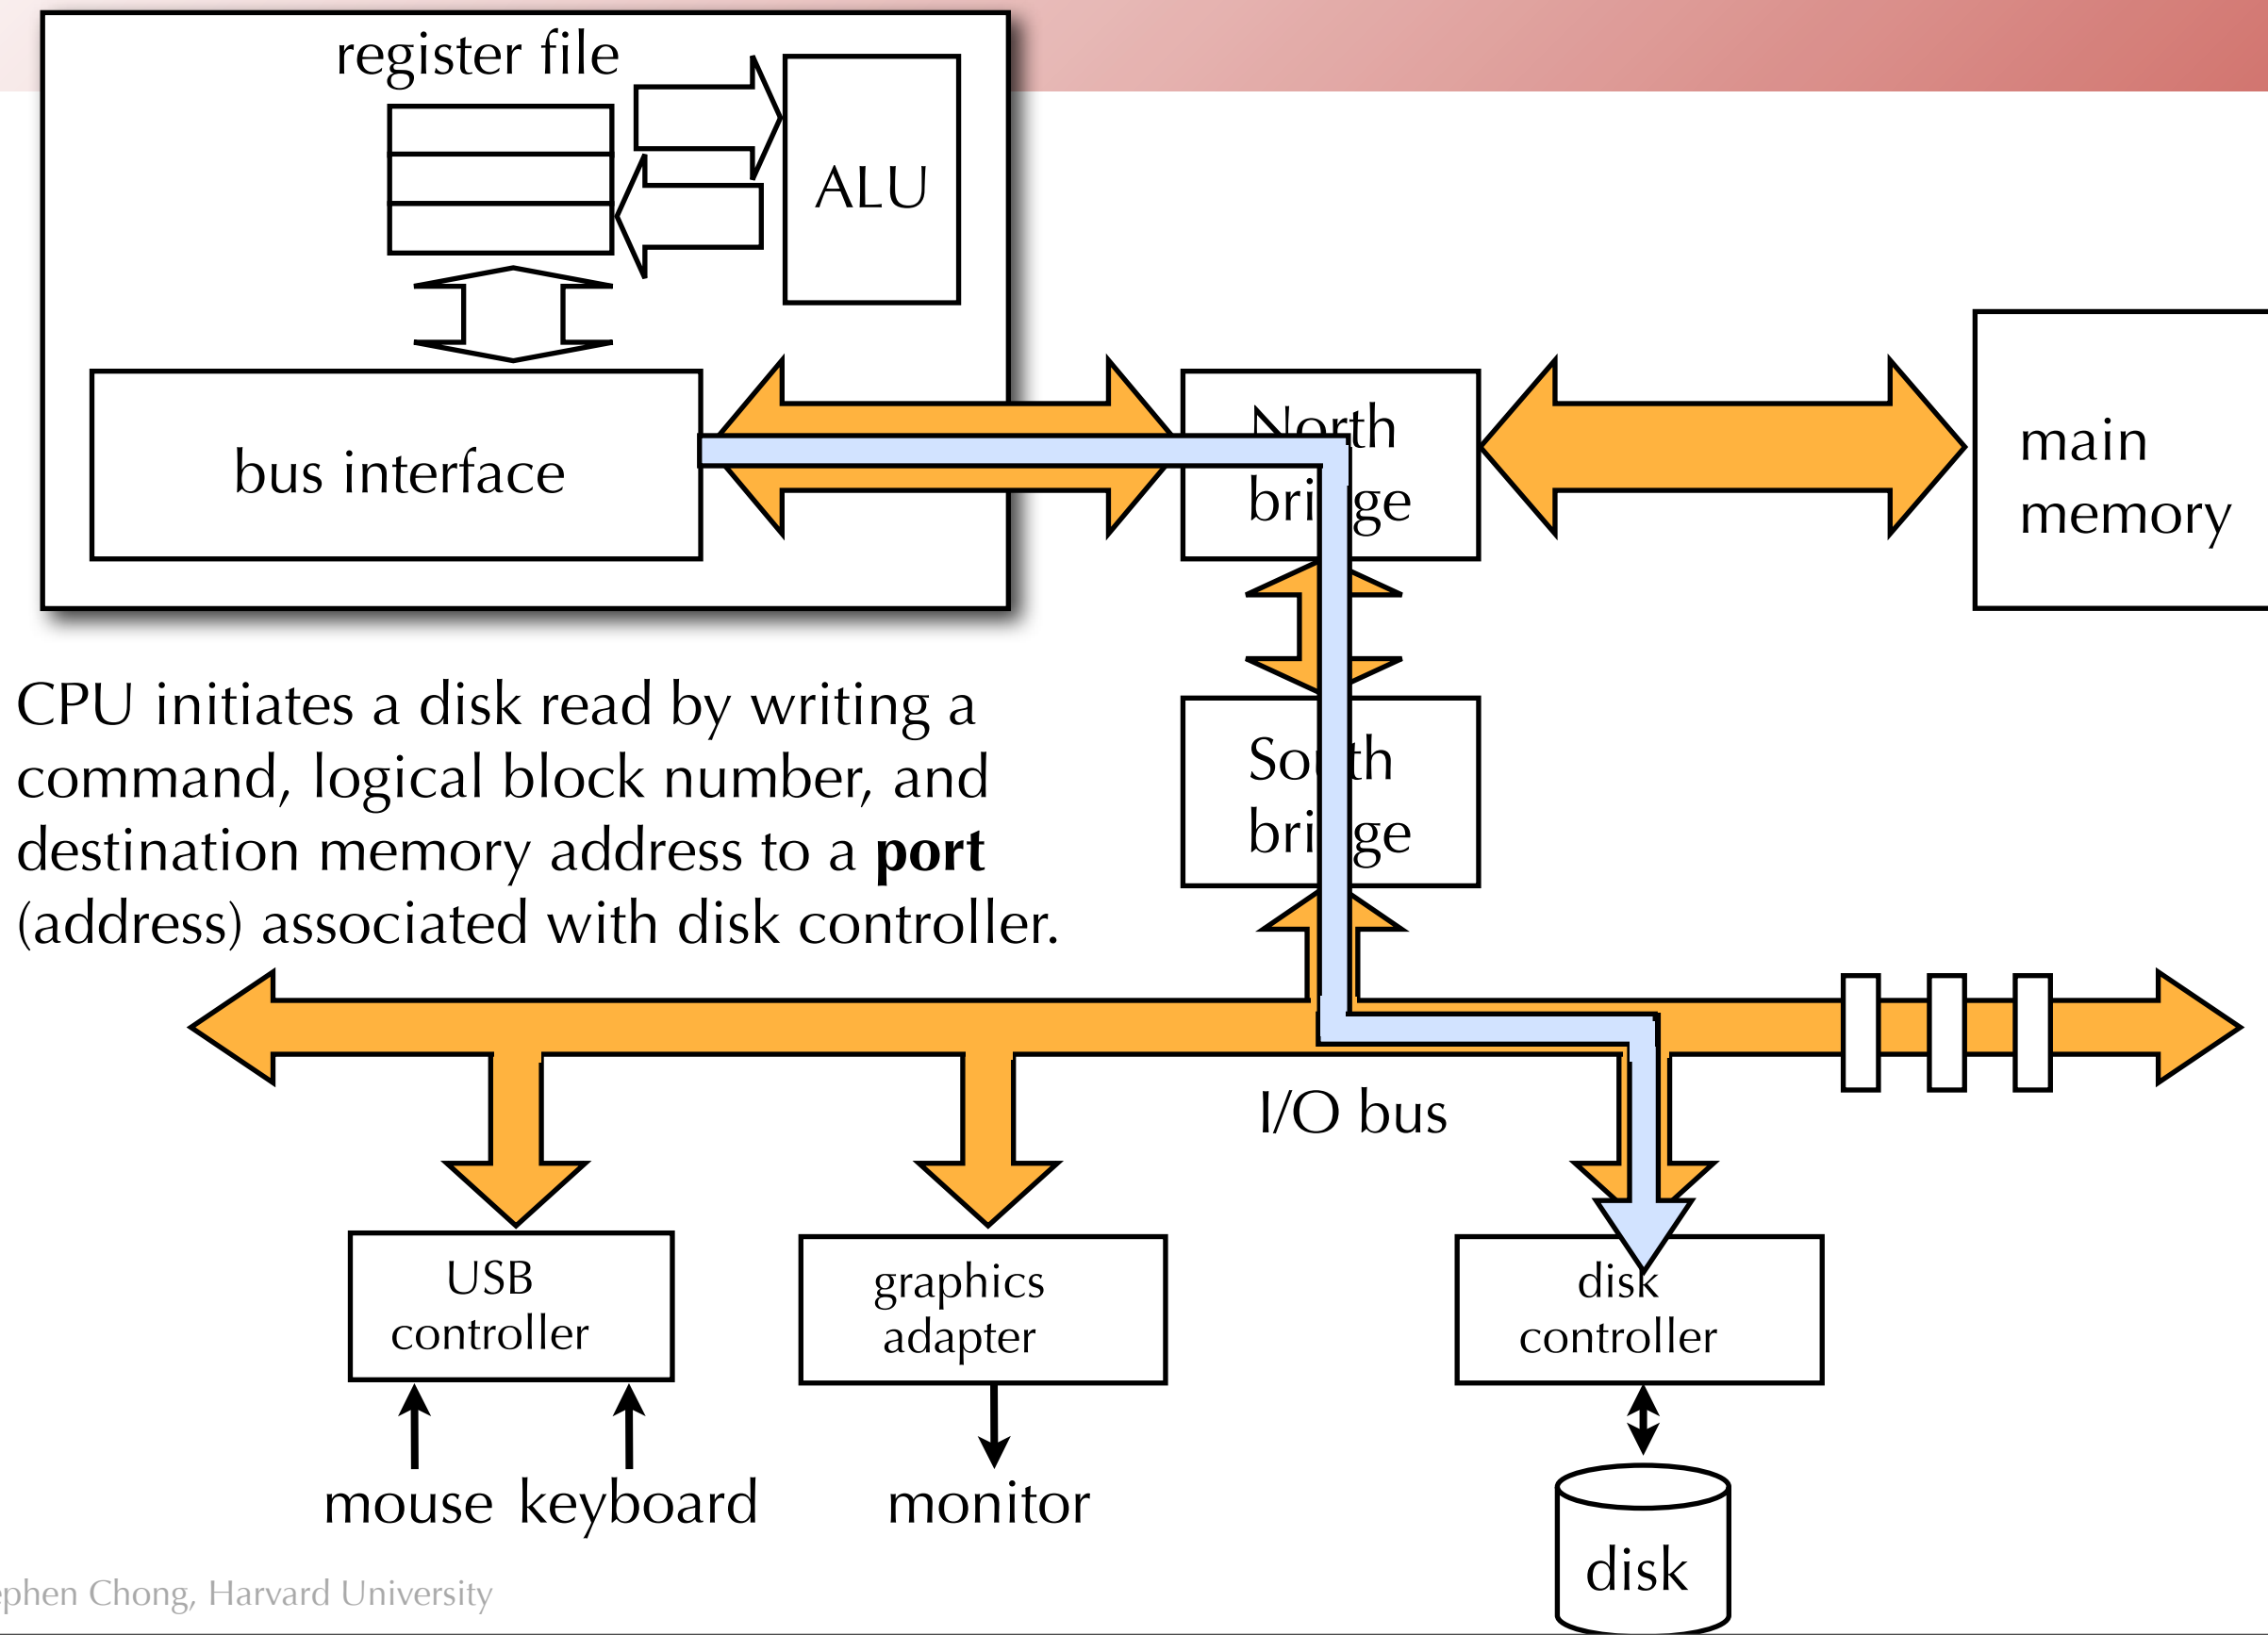 register file
ALU
bus interface
North
bridge
main
memory
CPU initiates a disk read by writing a
command, logical block number, and
destination memory address to a port
(address) associated with disk controller.
South
bridge
I/O bus
USB
controller
graphics
adapter
disk
controller
mouse keyboard
monitor
disk
Chong, Harvard University